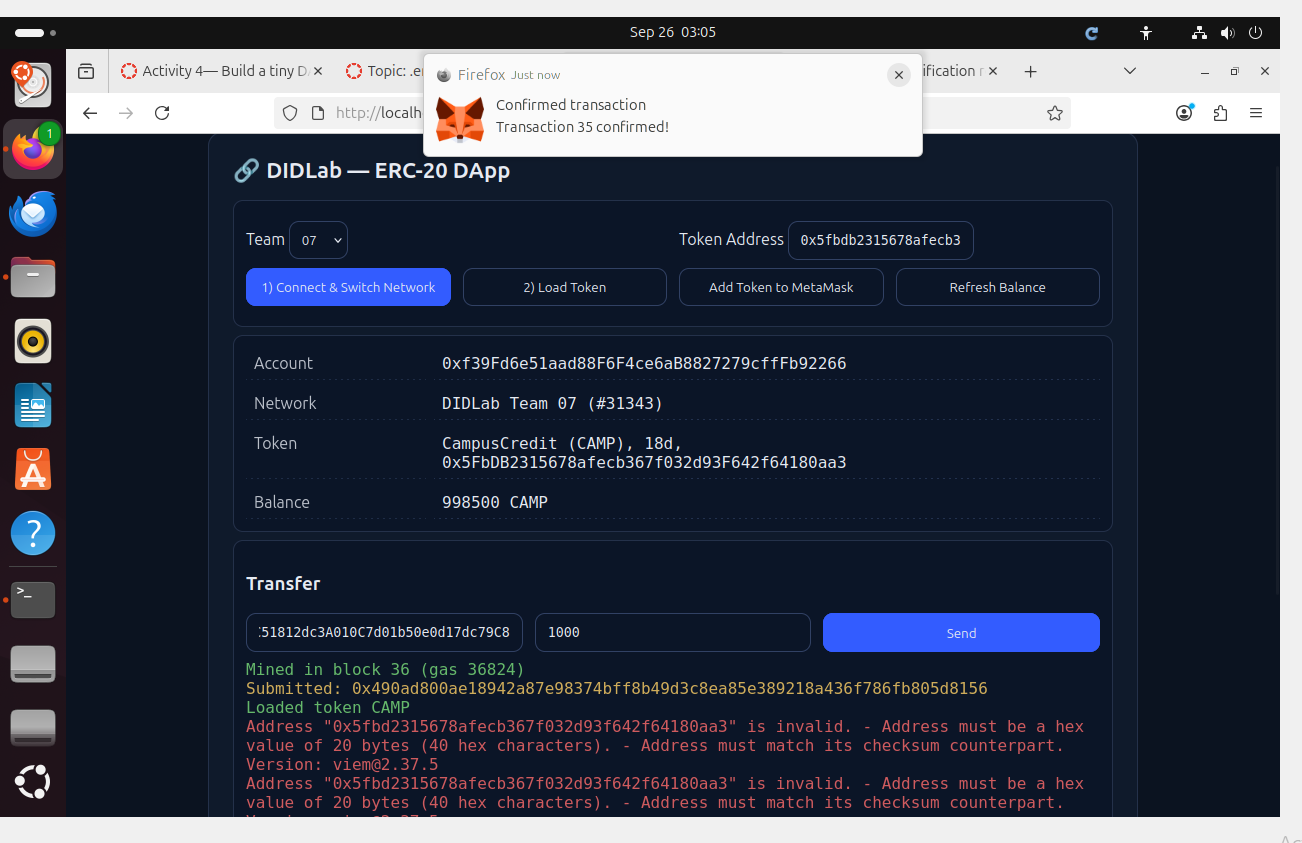 Sep 26 03:05
Activity 4— Build a tiny D
Topic: .e
ification r
Firefox Just now
Confirmed transaction
Transaction 35 confirmed!
1
http://localh
🔗 DIDLab — ERC-20 DApp
Team 07
Token Address 0x5fbdb2315678afecb3
1) Connect & Switch Network
2) Load Token
Add Token to MetaMask
Refresh Balance
Account 0xf39Fd6e51aad88F6F4ce6aB8827279cffFb92266
Network DIDLab Team 07 (#31343)
Token CampusCredit (CAMP), 18d,
0x5FbDB2315678afecb367f032d93F642f64180aa3
Balance 998500 CAMP
Transfer
51812dc3A010C7d01b50e0d17dc79C8
1000
Send
Mined in block 36 (gas 36824)
Submitted: 0x490ad800ae18942a87e98374bff8b49d3c8ea85e389218a436f786fb805d8156
Loaded token CAMP
Address "0x5fbd2315678afecb367f032d93f642f64180aa3" is invalid. - Address must be a hex
value of 20 bytes (40 hex characters). - Address must match its checksum counterpart.
Version: viem@2.37.5
Address "0x5fbd2315678afecb367f032d93f642f64180aa3" is invalid. - Address must be a hex
value of 20 bytes (40 hex characters). - Address must match its checksum counterpart.